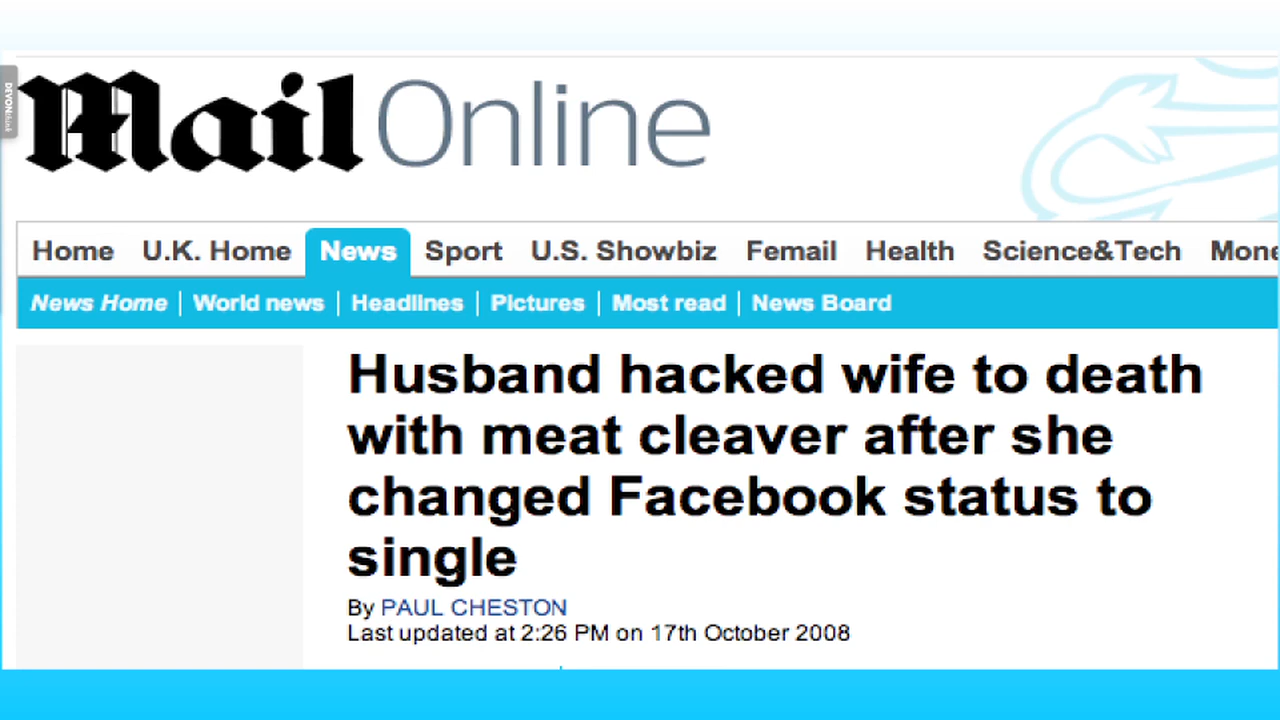 Mail Online
Home U.K. Home News Sport U.S. Showbiz Femail Health Science&Tech
News Home | World news | Headlines | Pictures | Most read | News Board
Husband hacked wife to death
with meat cleaver after she
changed Facebook status to
single
By PAUL CHESTON
Last updated at 2:26 PM on 17th October 2008